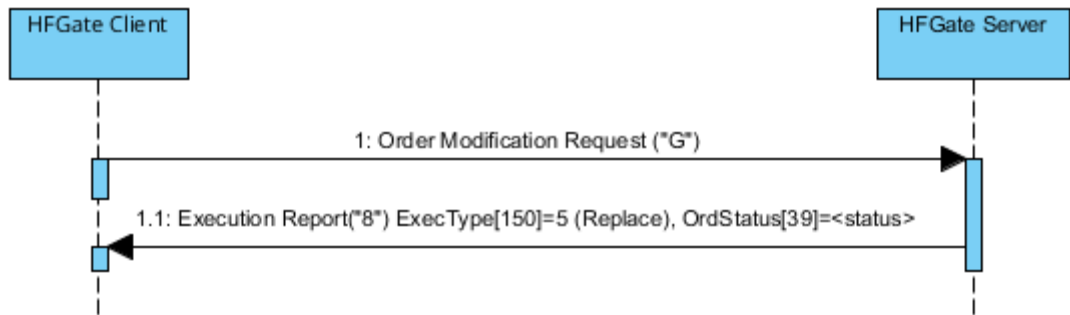 HFGate Client
HFGate Server
1: Order Modification Request ("G")
1.1: Execution Report("8") ExecType[150]=5 (Replace), OrdStatus[39]=<status>